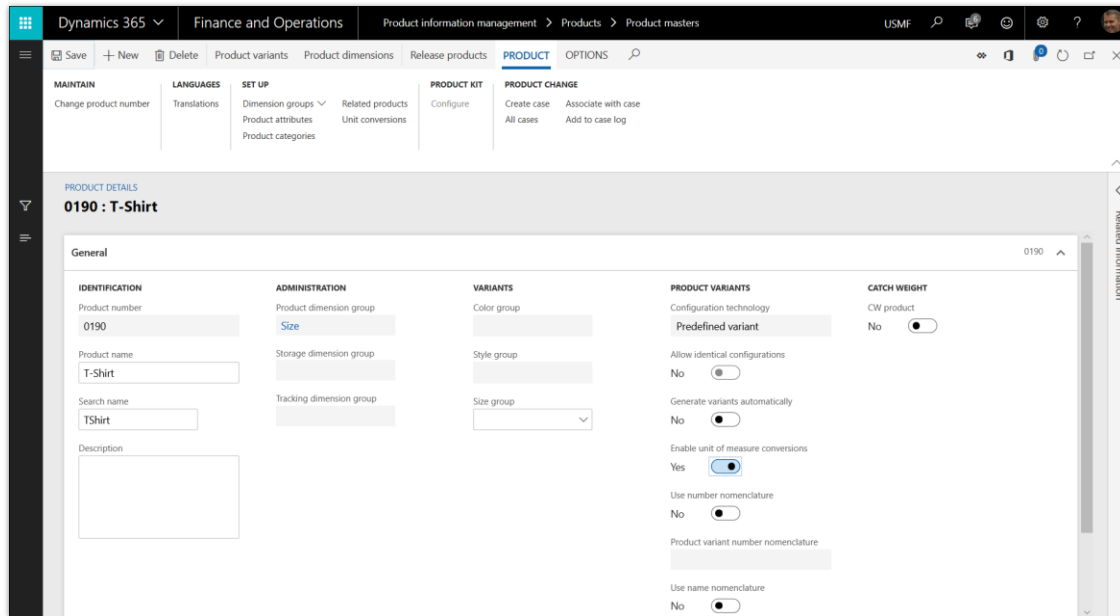 Dynamics 365 Finance and Operations Product information management > Products > Product masters USMF 6 ?
Save + New Delete Product variants Product dimensions Release products PRODUCT OPTIONS 0
MAINTAIN LANGUAGES SET UP PRODUCT KIT PRODUCT CHANGE
Change product number Translations Dimension groups Related products Configure Create case Associate with case
Product attributes Unit conversions All cases Add to case log
Product categories
PRODUCT DETAILS
0190 : T-Shirt
Related information
General 0190
IDENTIFICATION ADMINISTRATION VARIANTS PRODUCT VARIANTS CATCH WEIGHT
Product number Product dimension group Color group Configuration technology CW product
0190 Size Predefined variant No
Product name Storage dimension group Style group Allow identical configurations
T-Shirt No
Search name Tracking dimension group Size group Generate variants automatically
TShirt No
Description Enable unit of measure conversions
Yes
Use number nomenclature
No
Product variant number nomenclature
Use name nomenclature
No